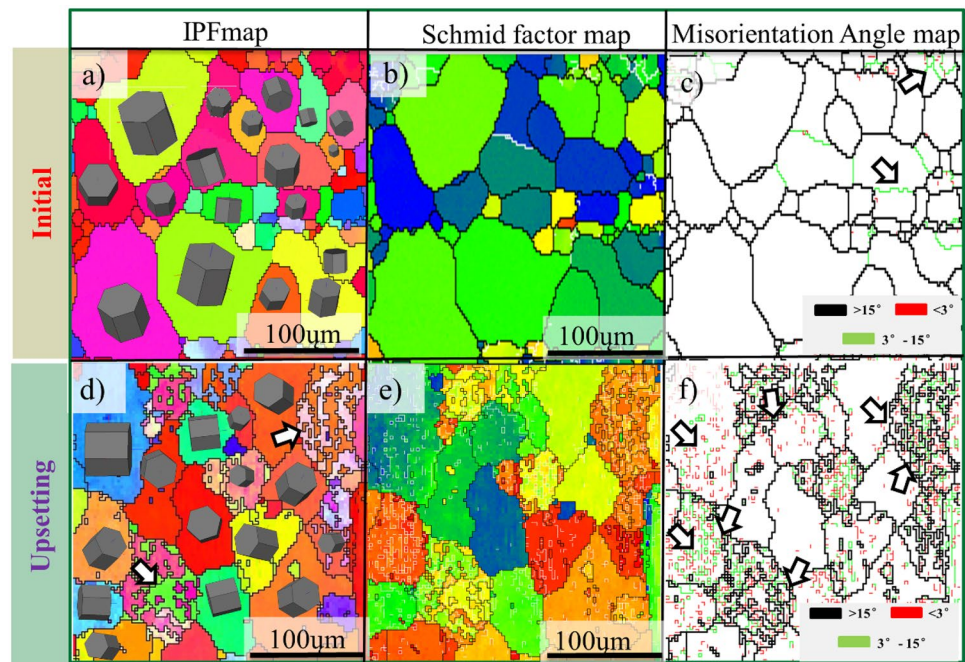 IPFmap
Schmid factor map
Misorientation Angle map
Initial
a)
b)
c)
100um
100um
>15°
<3°
3° - 15°
Upsetting
d)
e)
f)
100um
100um
>15°
<3°
3° - 15°